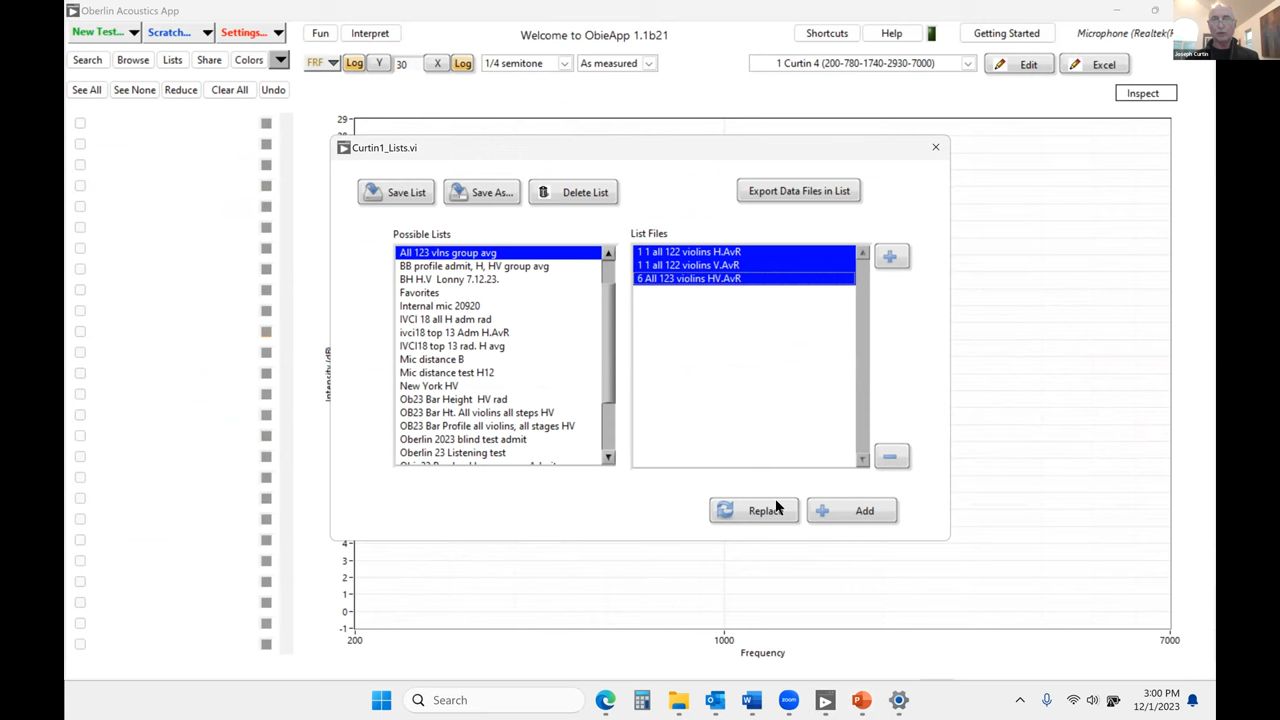 Oberlin Acoustics App
New Test...
Scratch...
Settings...
Fun
Interpret
Welcome to ObieApp 1.1b21
Shortcuts
Help
Getting Started
Microphone (Realtek(R
Joseph Curtin
Search
Browse
Lists
Share
Colors
FRF
Log
Y
30
X
Log
1/4 semitone
As measured
1 Curtin 4 (200-780-1740-2930-7000)
Edit
Excel
See All
See None
Reduce
Clear All
Undo
Inspect
29
Curtin1_Lists.vi
Save List
Save As...
Delete List
Export Data Files in List
Possible Lists
All 123 vlns group avg
BB profile admit, H, HV group avg
BH H.V Lonny 7.12.23.
Favorites
Internal mic 20920
IVCI 18 all H adm rad
ivci18 top 13 Adm H.AvR
IVCI18 top 13 rad. H avg
Mic distance B
Mic distance test H12
New York HV
Ob23 Bar Height HV rad
OB23 Bar Ht. All violins all steps HV
OB23 Bar Profile all violins, all stages HV
Oberlin 2023 blind test admit
Oberlin 23 Listening test
List Files
1 1 all 122 violins H.AvR
1 1 all 122 violins V.AvR
6 All 123 violins HV.AvR
Replace
Add
4
3
2
1
0
-1
200
1000
7000
Frequency
Search
3:00 PM
12/1/2023